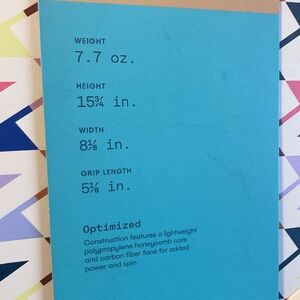 WEIGHT
7.7 oz.
HEIGHT
15¾ in.
WIDTH
8⅛ in.
GRIP LENGTH
5⅛ in.
Optimized
Construction features a lightweight
polypropylene honeycomb core
and carbon fiber face for added
power and spin